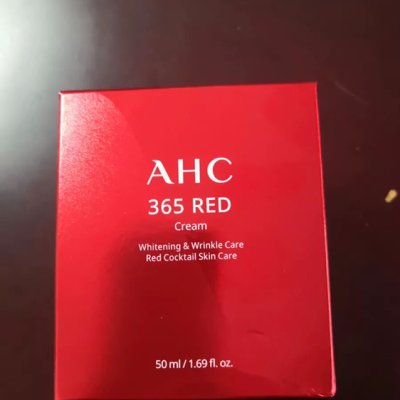 AHC
365 RED
Cream
Whitening & Wrinkle Care
Red Cocktail Skin Care
50 ml / 1.69 fl. oz.